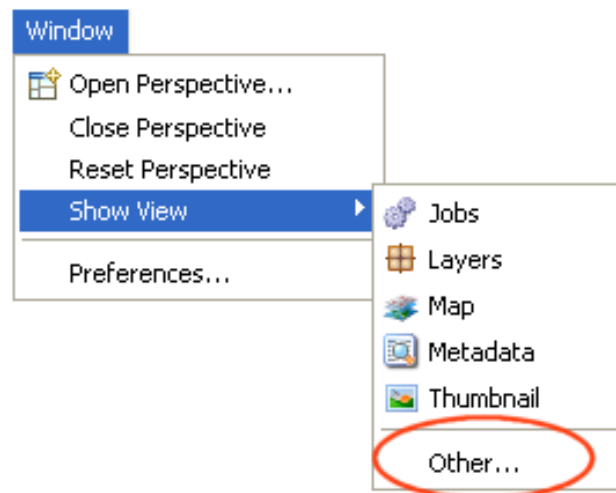 Window
Open Perspective...
Close Perspective
Reset Perspective
Show View
Preferences...
Jobs
Layers
Map
Metadata
Thumbnail
Other...